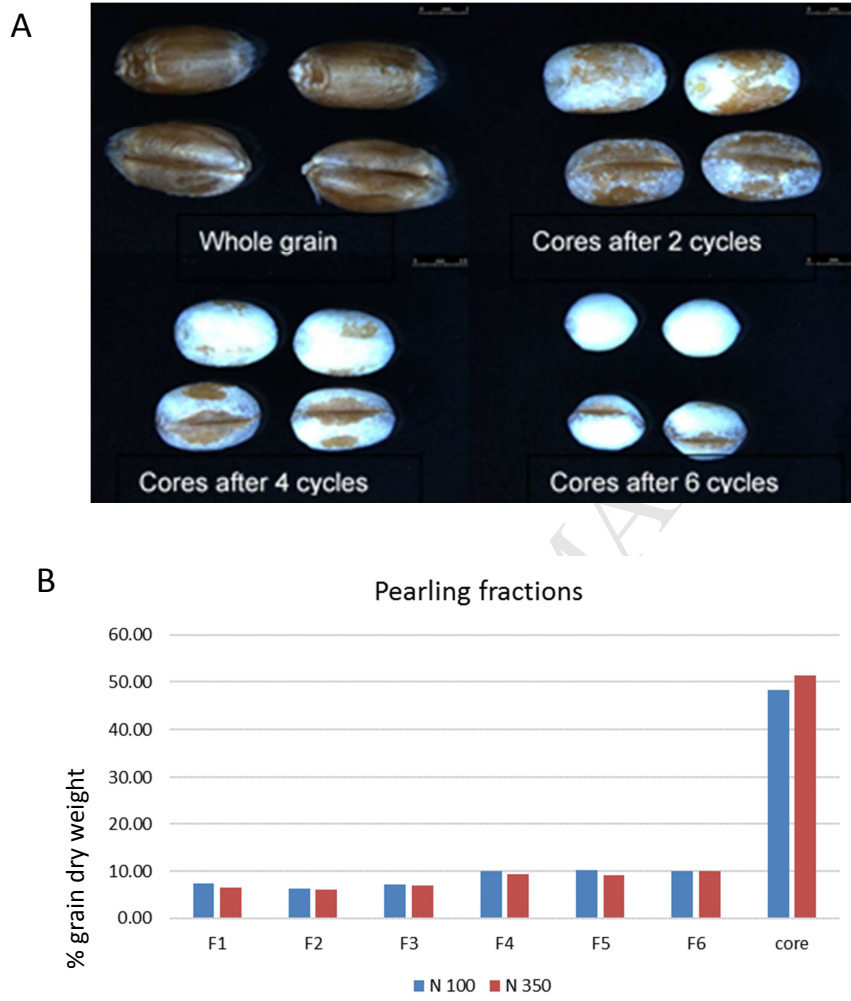 A
Whole grain
Cores after 2 cycles
Cores after 4 cycles
Cores after 6 cycles
B
Pearling fractions
% grain dry weight
60.00
50.00
40.00
30.00
20.00
10.00
0.00
F1 F2 F3 F4 F5 F6 core
N 100 N 350